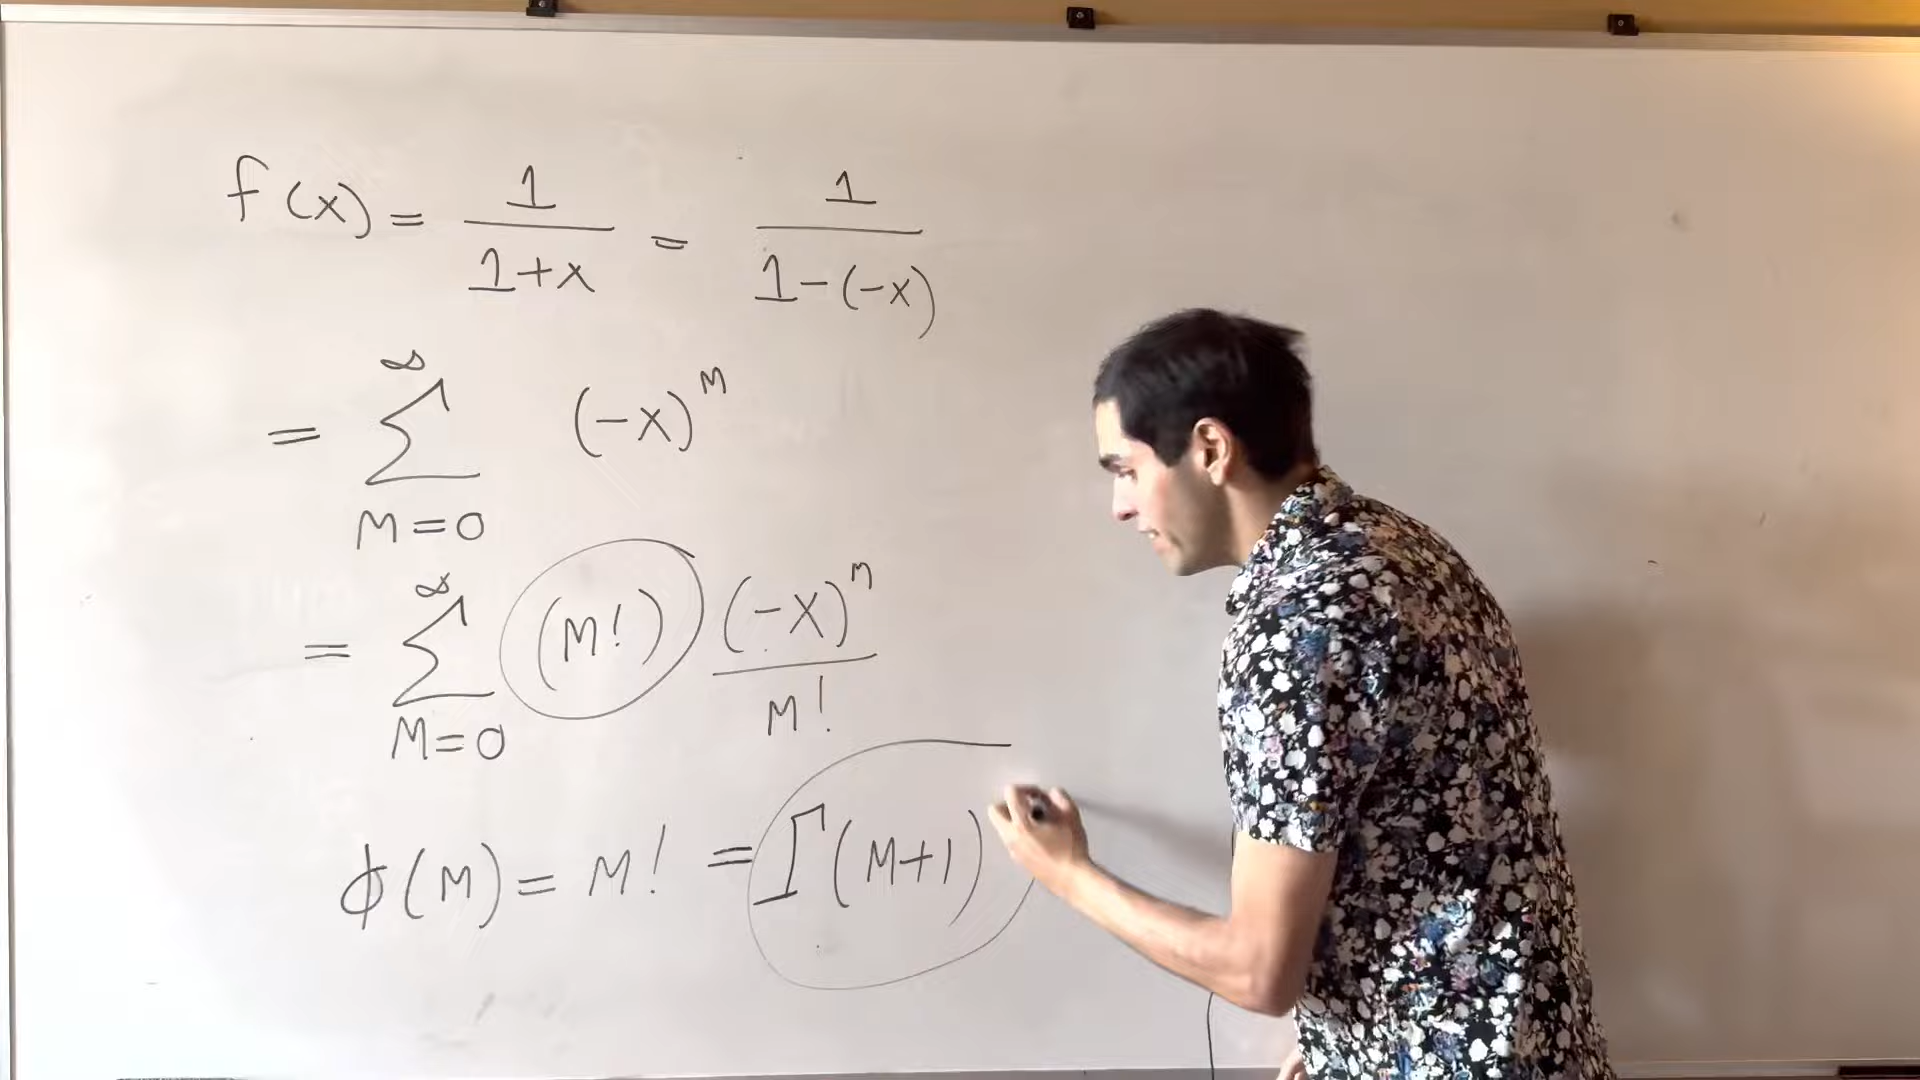 f(x) = 1/(1+x) = 1/(1-(-x))
= ∞ Σ M=0 (-x)^M
= ∞ Σ M=0 (M!) (-x)^M / M!
ϕ(M) = M! = Γ(M+1)